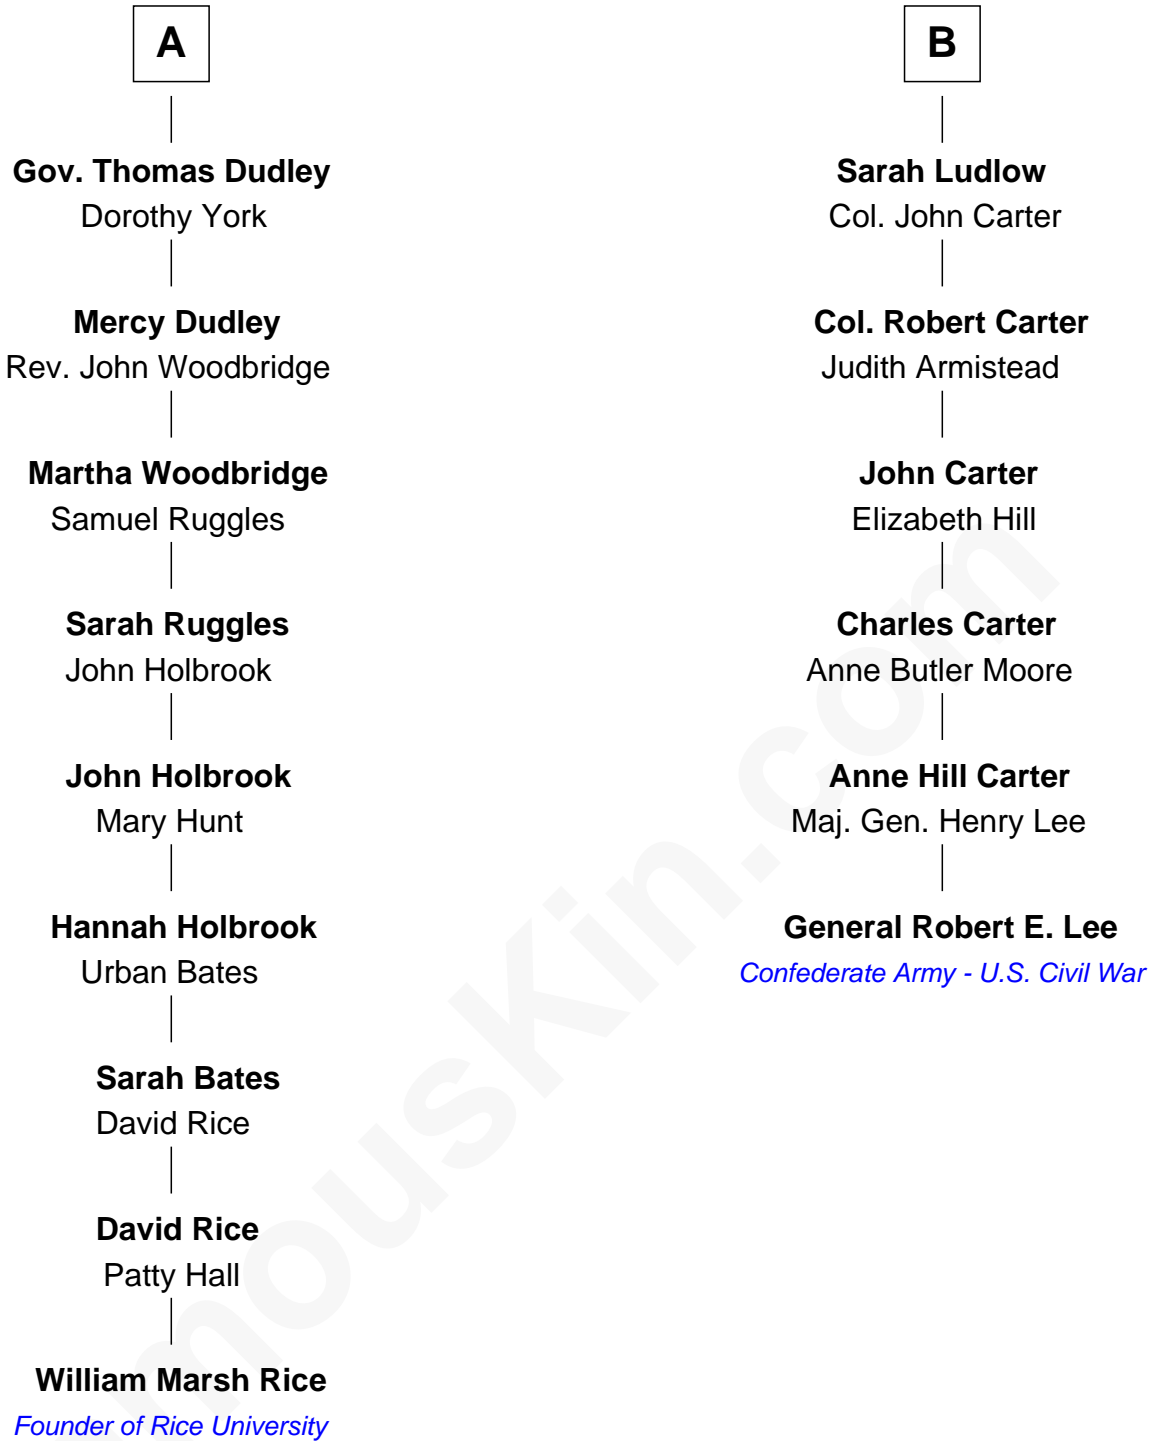 A
Gov. Thomas Dudley
Dorothy York
Mercy Dudley
Rev. John Woodbridge
Martha Woodbridge
Samuel Ruggles
Sarah Ruggles
John Holbrook
John Holbrook
Mary Hunt
Hannah Holbrook
Urban Bates
Sarah Bates
David Rice
David Rice
Patty Hall
William Marsh Rice
Founder of Rice University
B
Sarah Ludlow
Col. John Carter
Col. Robert Carter
Judith Armistead
John Carter
Elizabeth Hill
Charles Carter
Anne Butler Moore
Anne Hill Carter
Maj. Gen. Henry Lee
General Robert E. Lee
Confederate Army - U.S. Civil War
mousKin.com